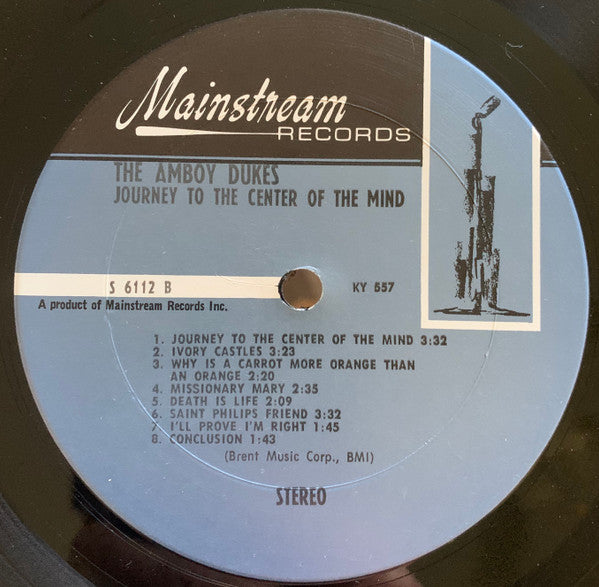 Mainstream
RECORDS
THE AMBOY DUKES
JOURNEY TO THE CENTER OF THE MIND
S 6112 B
KY 557
A product of Mainstream Records Inc.
1. JOURNEY TO THE CENTER OF THE MIND 3:32
2. IVORY CASTLES 3:23
3. WHY IS A CARROT MORE ORANGE THAN
AN ORANGE 2:20
4. MISSIONARY MARY 2:35
5. DEATH IS LIFE 2:09
6. SAINT PHILIPS FRIEND 3:32
7. I'LL PROVE I'M RIGHT 1:45
8. CONCLUSION 1:43
(Brent Music Corp., BMI)
STEREO